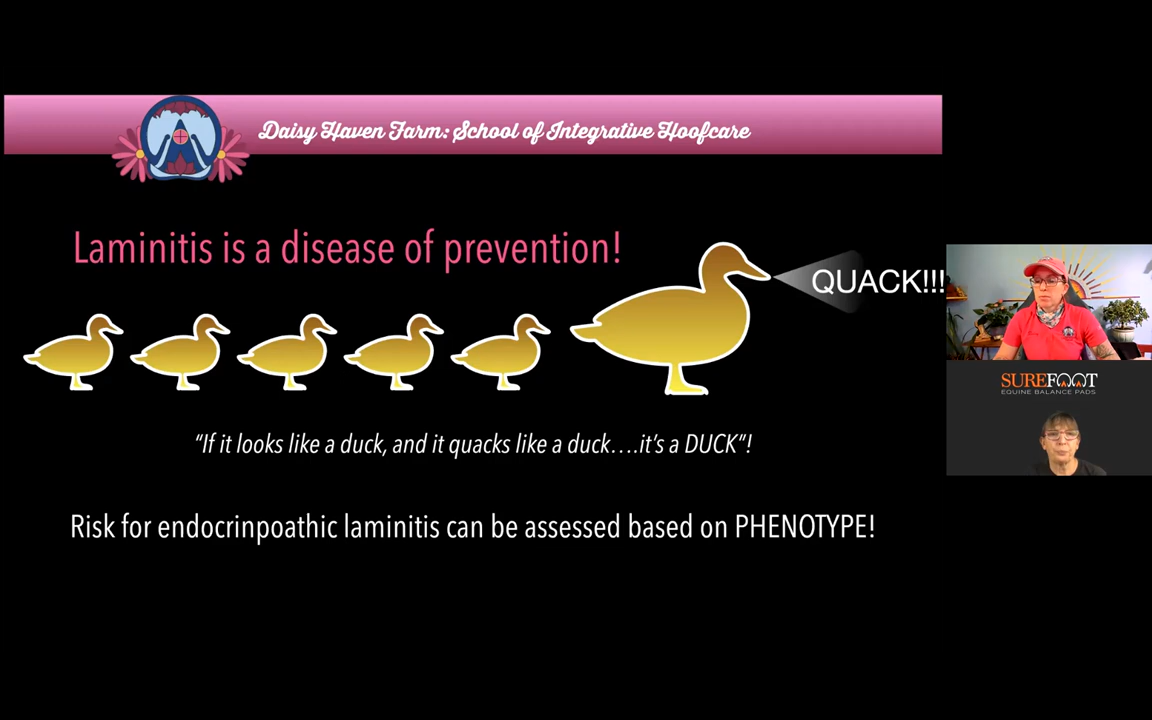 Daisy Haven Farm: School of Integrative Hoofcare
Laminitis is a disease of prevention!
QUACK!!!
SUREFOOT
EQUINE BALANCE PADS
"If it looks like a duck, and it quacks like a duck....it's a DUCK"!
Risk for endocrinpoathic laminitis can be assessed based on PHENOTYPE!